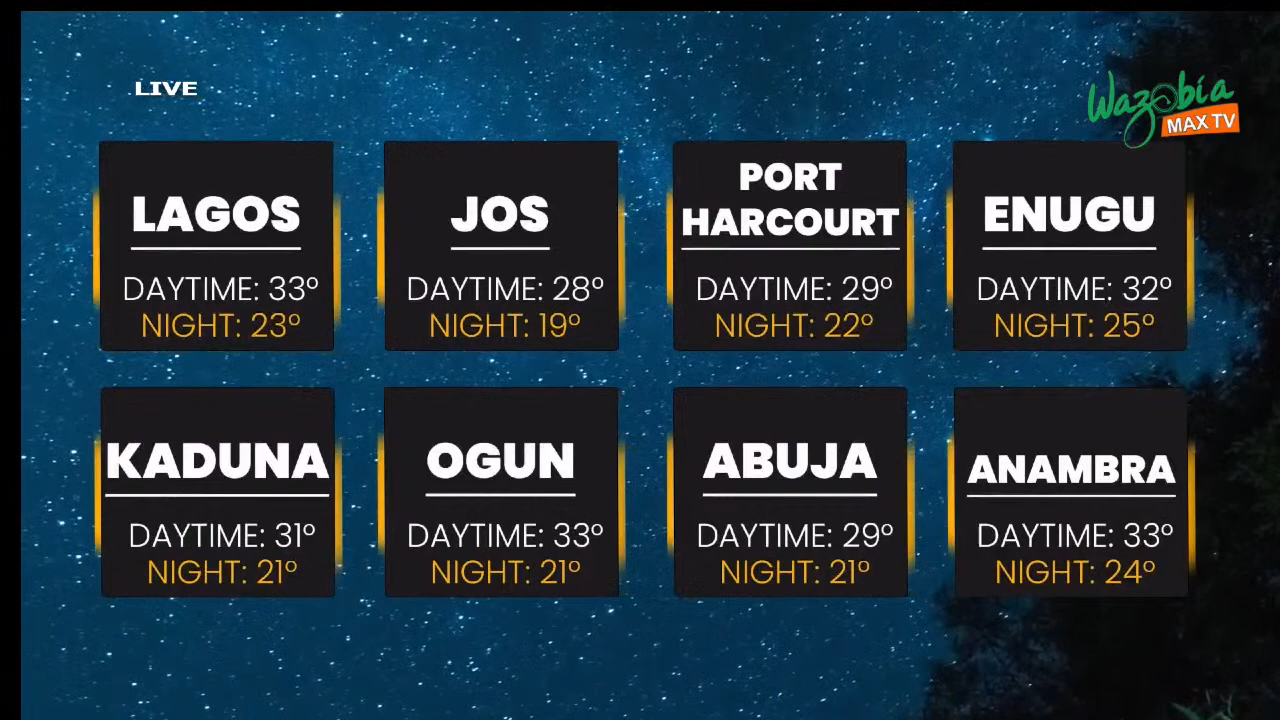 LIVE
Wazobia
MAX TV
LAGOS
DAYTIME: 33º
NIGHT: 23º
JOS
DAYTIME: 28º
NIGHT: 19º
PORT
HARCOURT
DAYTIME: 29º
NIGHT: 22º
ENUGU
DAYTIME: 32º
NIGHT: 25º
KADUNA
DAYTIME: 31º
NIGHT: 21º
OGUN
DAYTIME: 33º
NIGHT: 21º
ABUJA
DAYTIME: 29º
NIGHT: 21º
ANAMBRA
DAYTIME: 33º
NIGHT: 24º